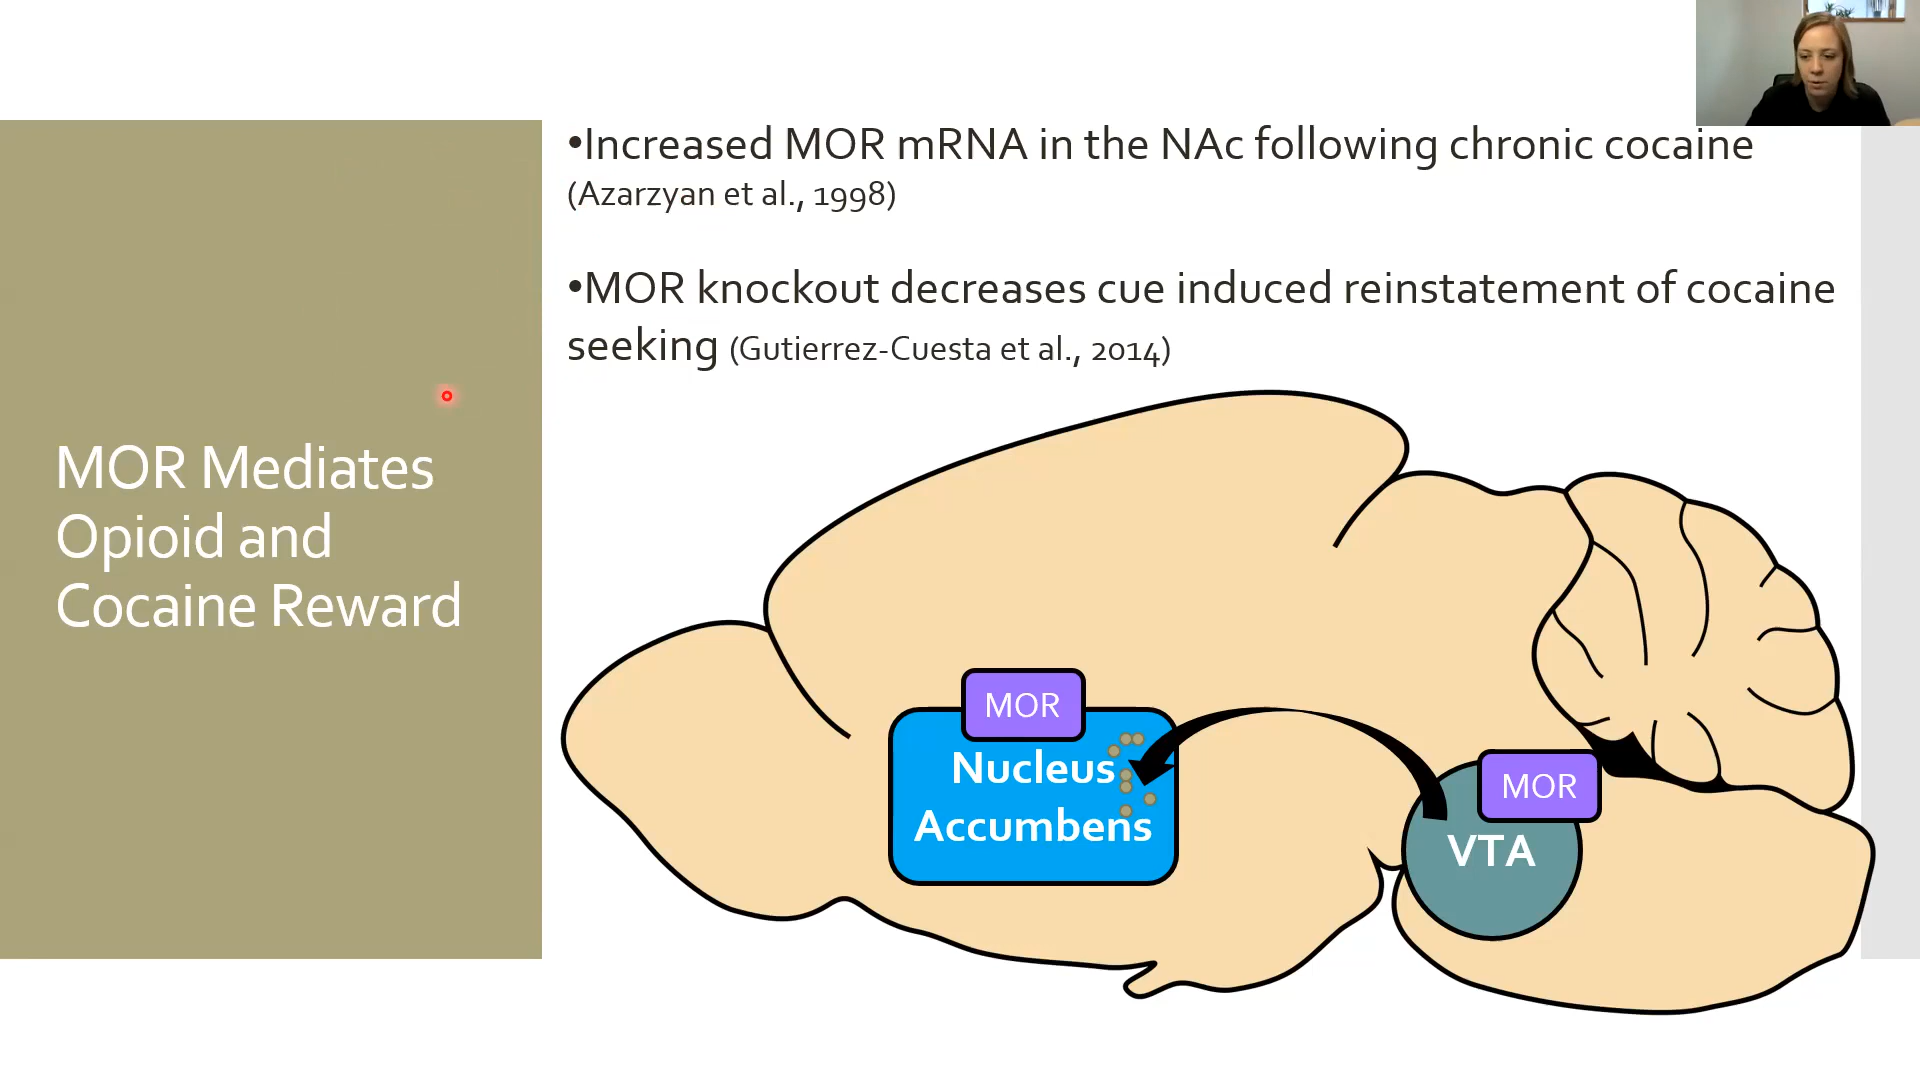 •Increased MOR mRNA in the NAc following chronic cocaine
(Azarzyan et al., 1998)
•MOR knockout decreases cue induced reinstatement of cocaine
seeking (Gutierrez-Cuesta et al., 2014)
MOR Mediates
Opioid and
Cocaine Reward
MOR
Nucleus
Accumbens
MOR
VTA